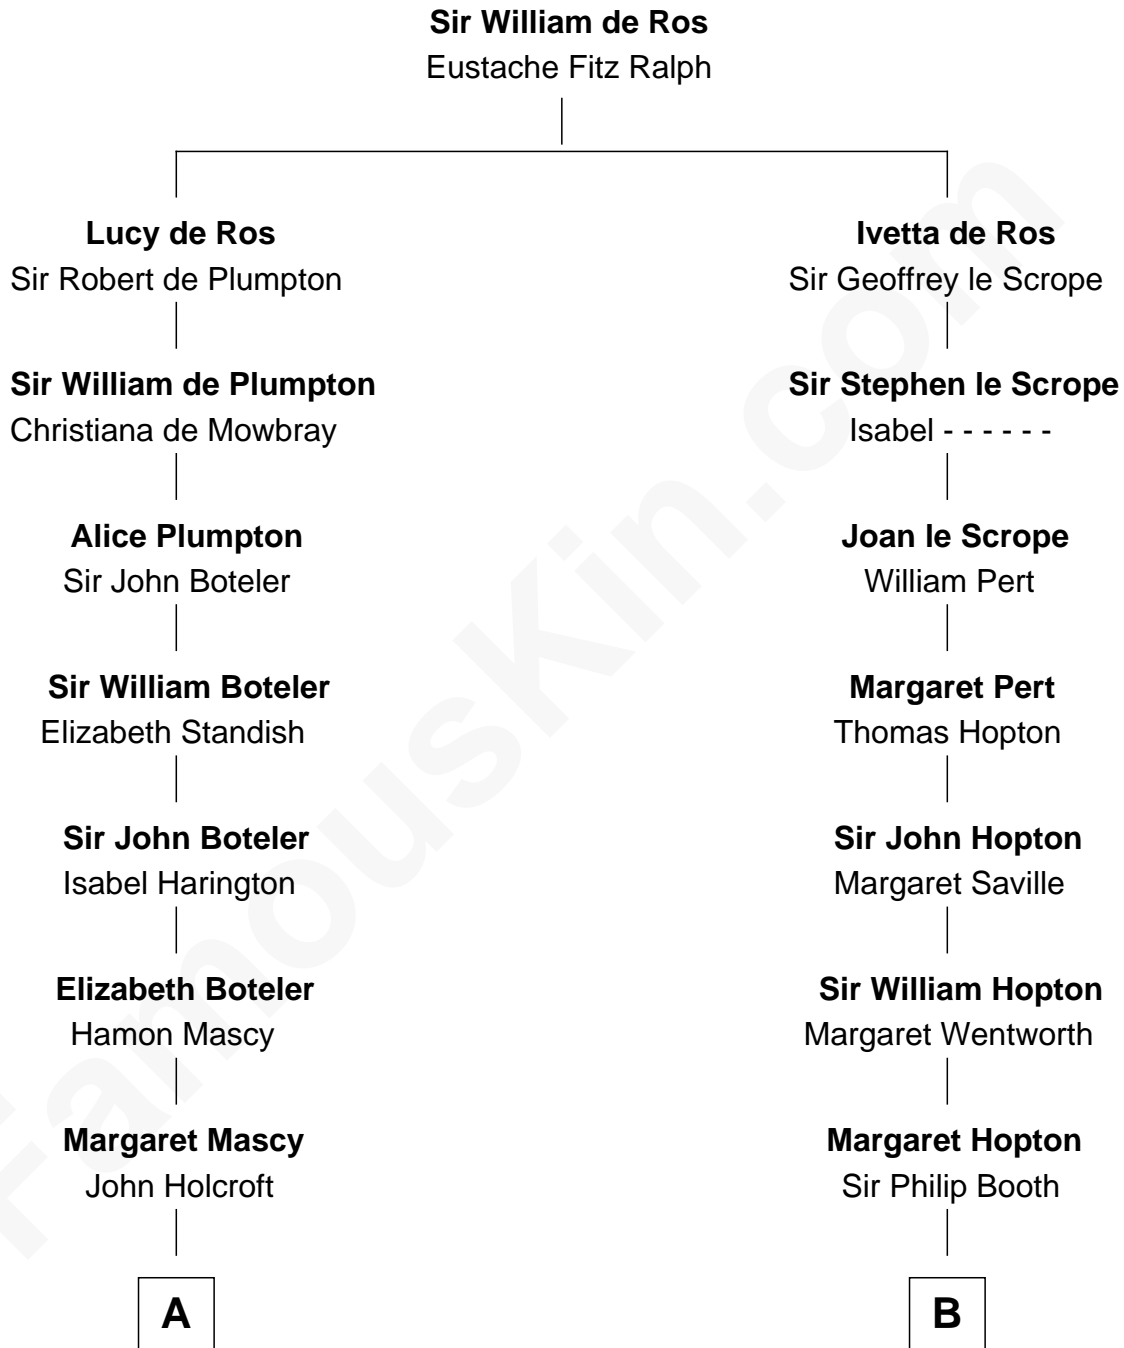 Sir William de Ros
Eustache Fitz Ralph
Lucy de Ros
Sir Robert de Plumpton
Sir William de Plumpton
Christiana de Mowbray
Alice Plumpton
Sir John Boteler
Sir William Boteler
Elizabeth Standish
Sir John Boteler
Isabel Harington
Elizabeth Boteler
Hamon Mascy
Margaret Mascy
John Holcroft
A
Ivetta de Ros
Sir Geoffrey le Scrope
Sir Stephen le Scrope
Isabel - - - - - -
Joan le Scrope
William Pert
Margaret Pert
Thomas Hopton
Sir John Hopton
Margaret Saville
Sir William Hopton
Margaret Wentworth
Margaret Hopton
Sir Philip Booth
B
FamousKin.com